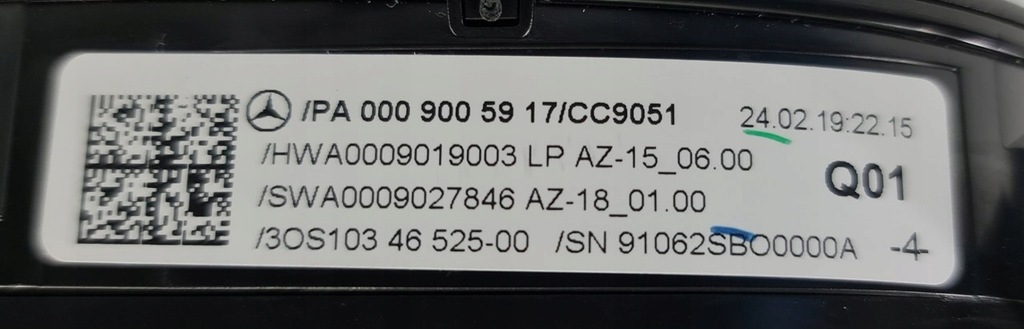 /PA 000 900 59 17/CC9051 24.02.19:22.15
/HWA0009019003 LP AZ-15_06.00
/SWA0009027846 AZ-18_01.00 Q01
/3OS103 46 525-00 /SN 91062SBO0000A -4-